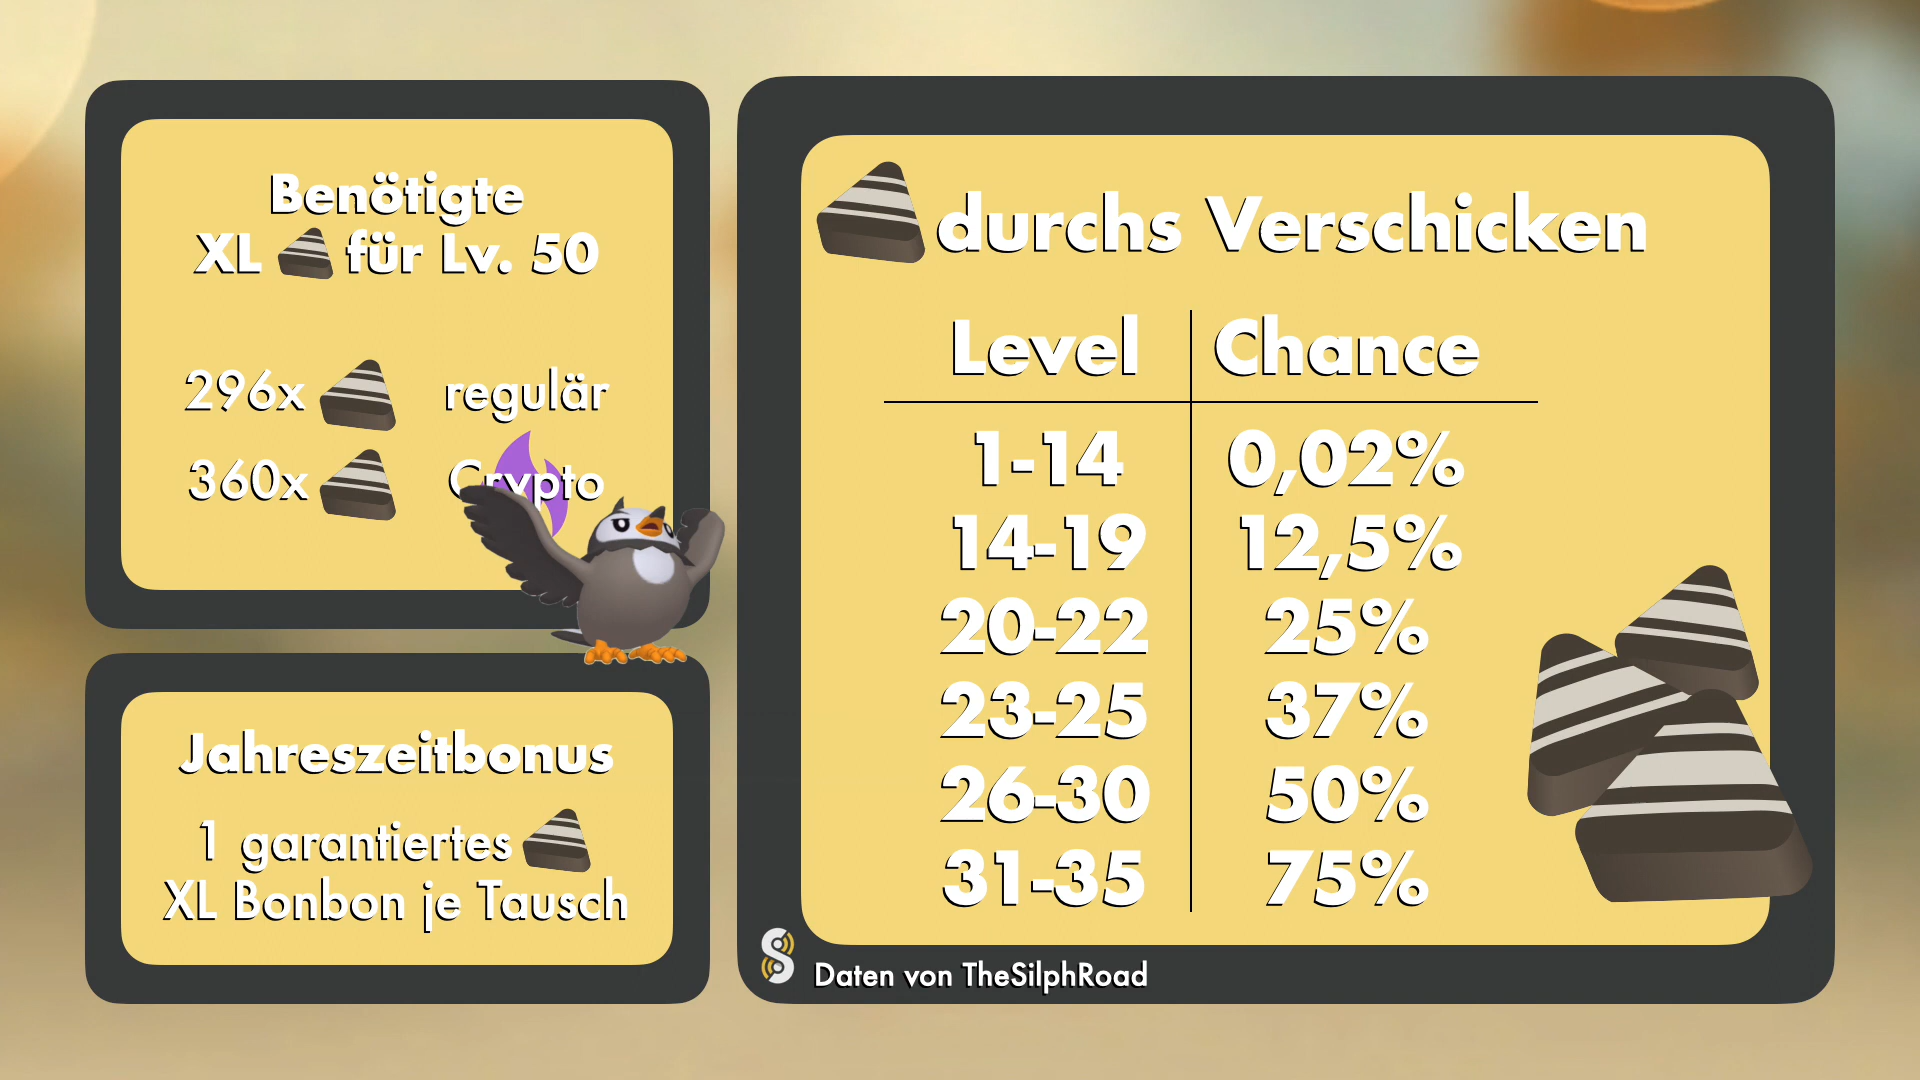 Benötigte
XL für Lv. 50
296x regulär
360x Crypto
Jahreszeitbonus
1 garantiertes
XL Bonbon je Tausch
durchs Verschicken
Level Chance
1-14 0,02%
14-19 12,5%
20-22 25%
23-25 37%
26-30 50%
31-35 75%
Daten von TheSilphRoad